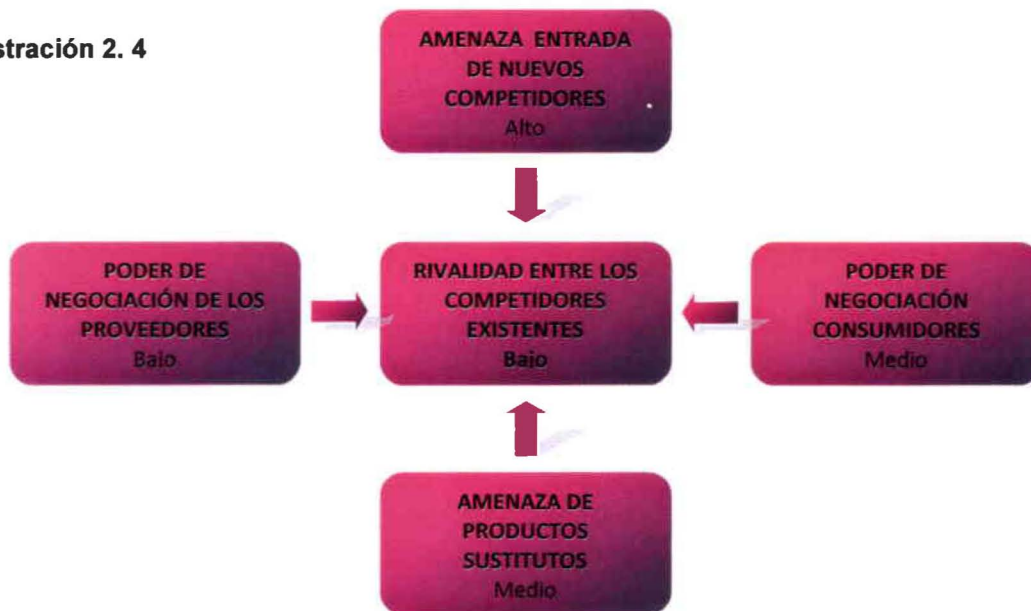 stración 2. 4
AMENAZA ENTRADA
DE NUEVOS
COMPETIDORES
Alto
PODER DE
NEGOCIACIÓN DE LOS
PROVEEDORES
Bajo
RIVALIDAD ENTRE LOS
COMPETIDORES
EXISTENTES
Bajo
PODER DE
NEGOCIACIÓN
CONSUMIDORES
Medio
AMENAZA DE
PRODUCTOS
SUSTITUTOS
Medio